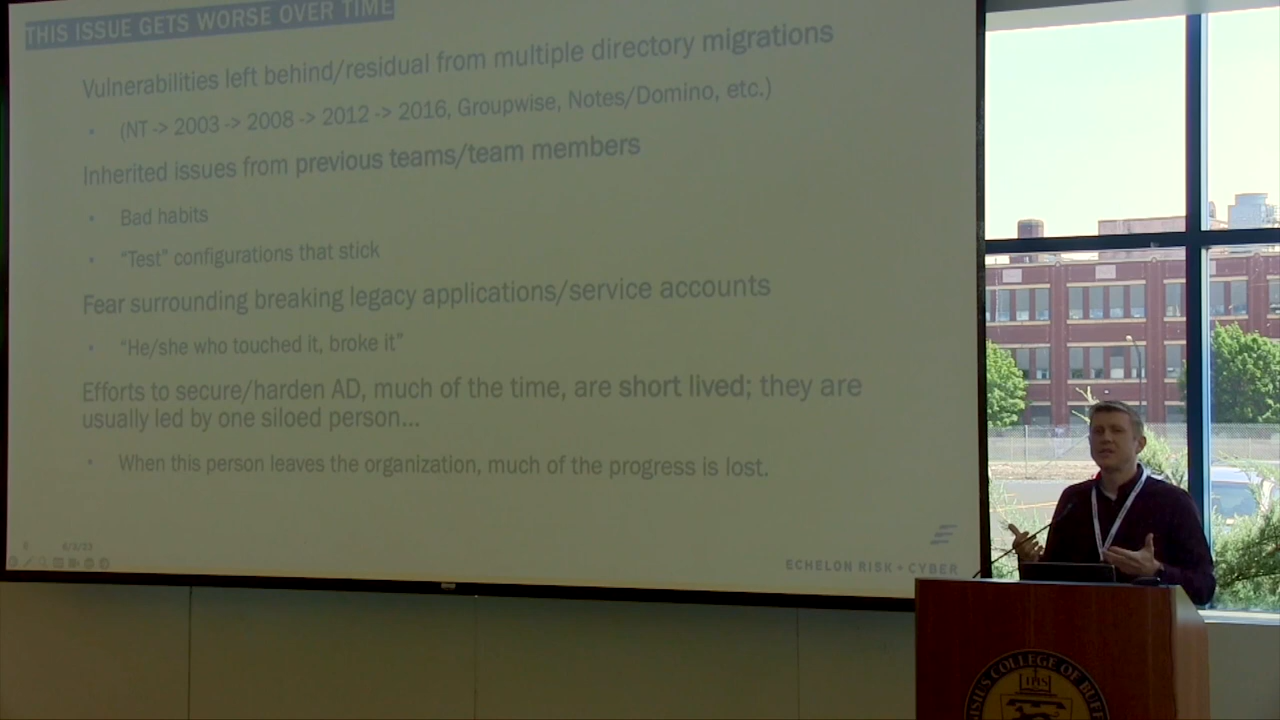 THIS ISSUE GETS WORSE OVER TIME
Vulnerabilities left behind/residual from multiple directory migrations
• (NT -> 2003 -> 2008 -> 2012 -> 2016, Groupwise, Notes/Domino, etc.)
Inherited issues from previous teams/team members
• Bad habits
• “Test” configurations that stick
Fear surrounding breaking legacy applications/service accounts
• “He/she who touched it, broke it”
Efforts to secure/harden AD, much of the time, are short lived; they are
usually led by one siloed person...
• When this person leaves the organization, much of the progress is lost.
ECHELON RISK + CYBER
COLLEGE OF
IHS